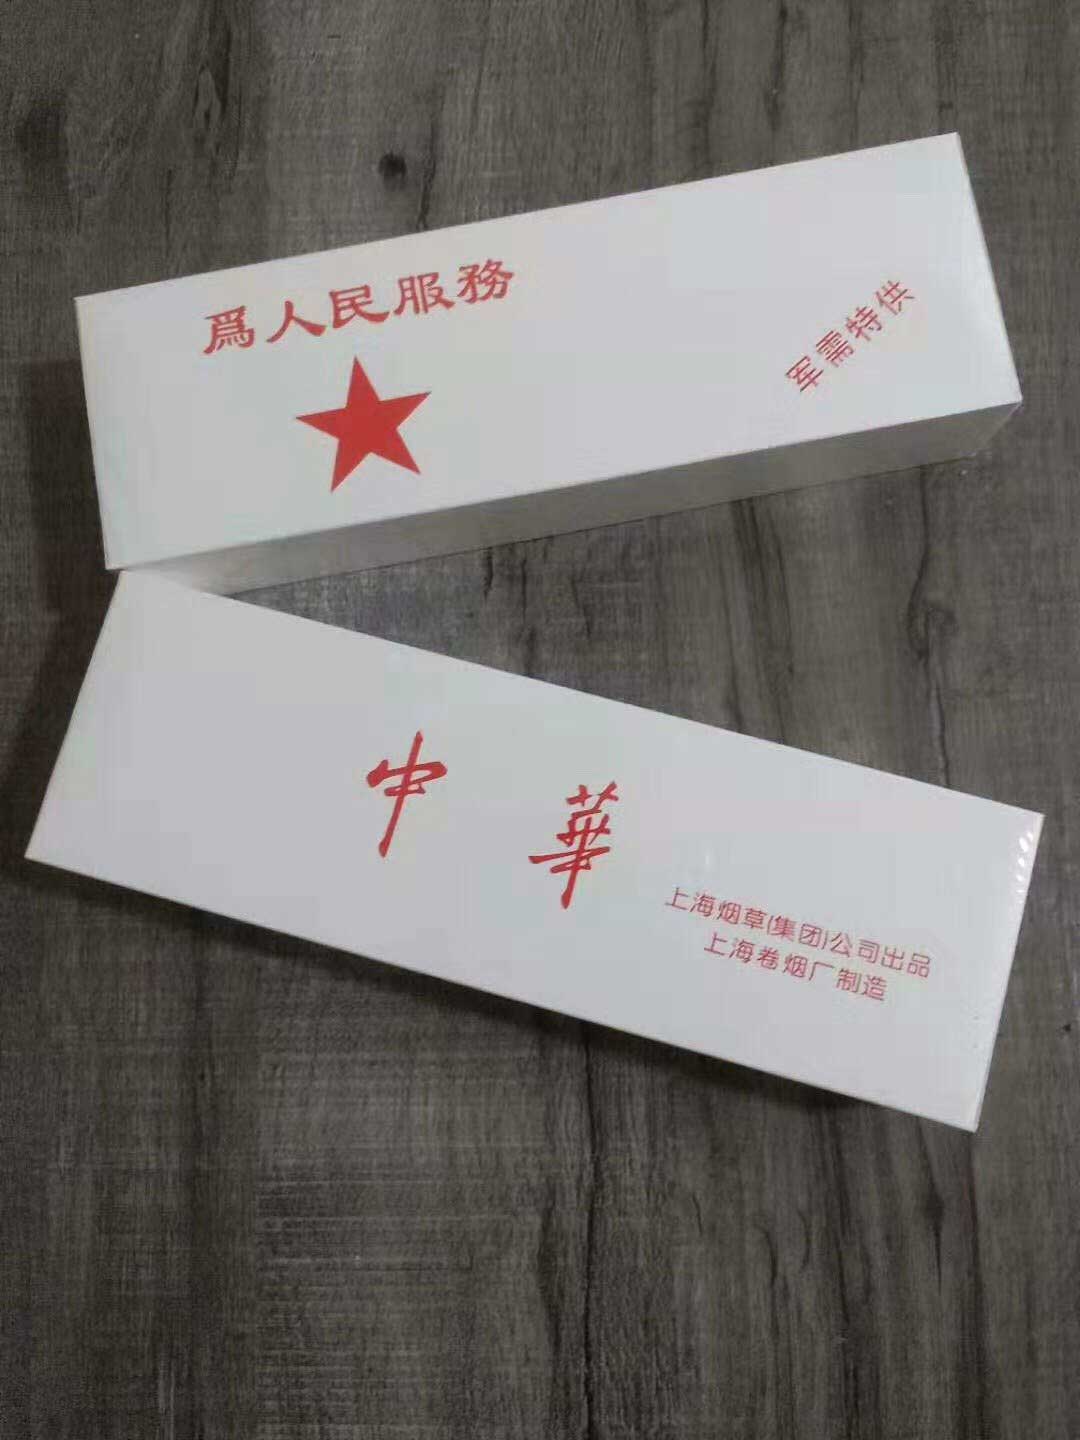 爲人民服務
军需特供
中華
上海烟草(集团)公司出品
上海卷烟厂制造